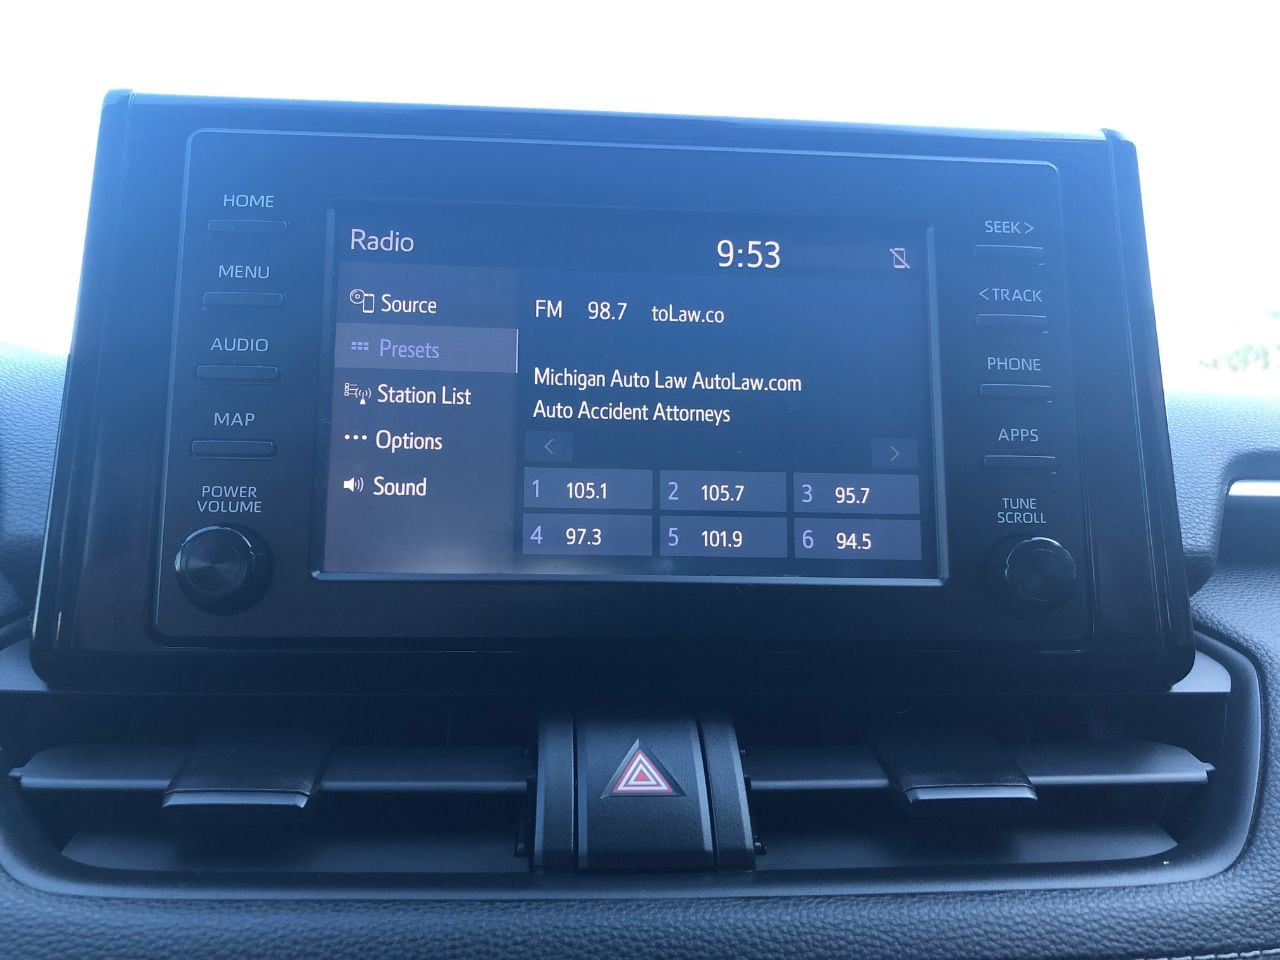 HOME
MENU
AUDIO
MAP
POWER
VOLUME
Radio
9:53
Source
Presets
Station List
Options
Sound
FM 98.7 toLaw.co
Michigan Auto Law AutoLaw.com
Auto Accident Attorneys
< >
1 105.1 2 105.7 3 95.7
4 97.3 5 101.9 6 94.5
SEEK >
< TRACK
PHONE
APPS
TUNE
SCROLL